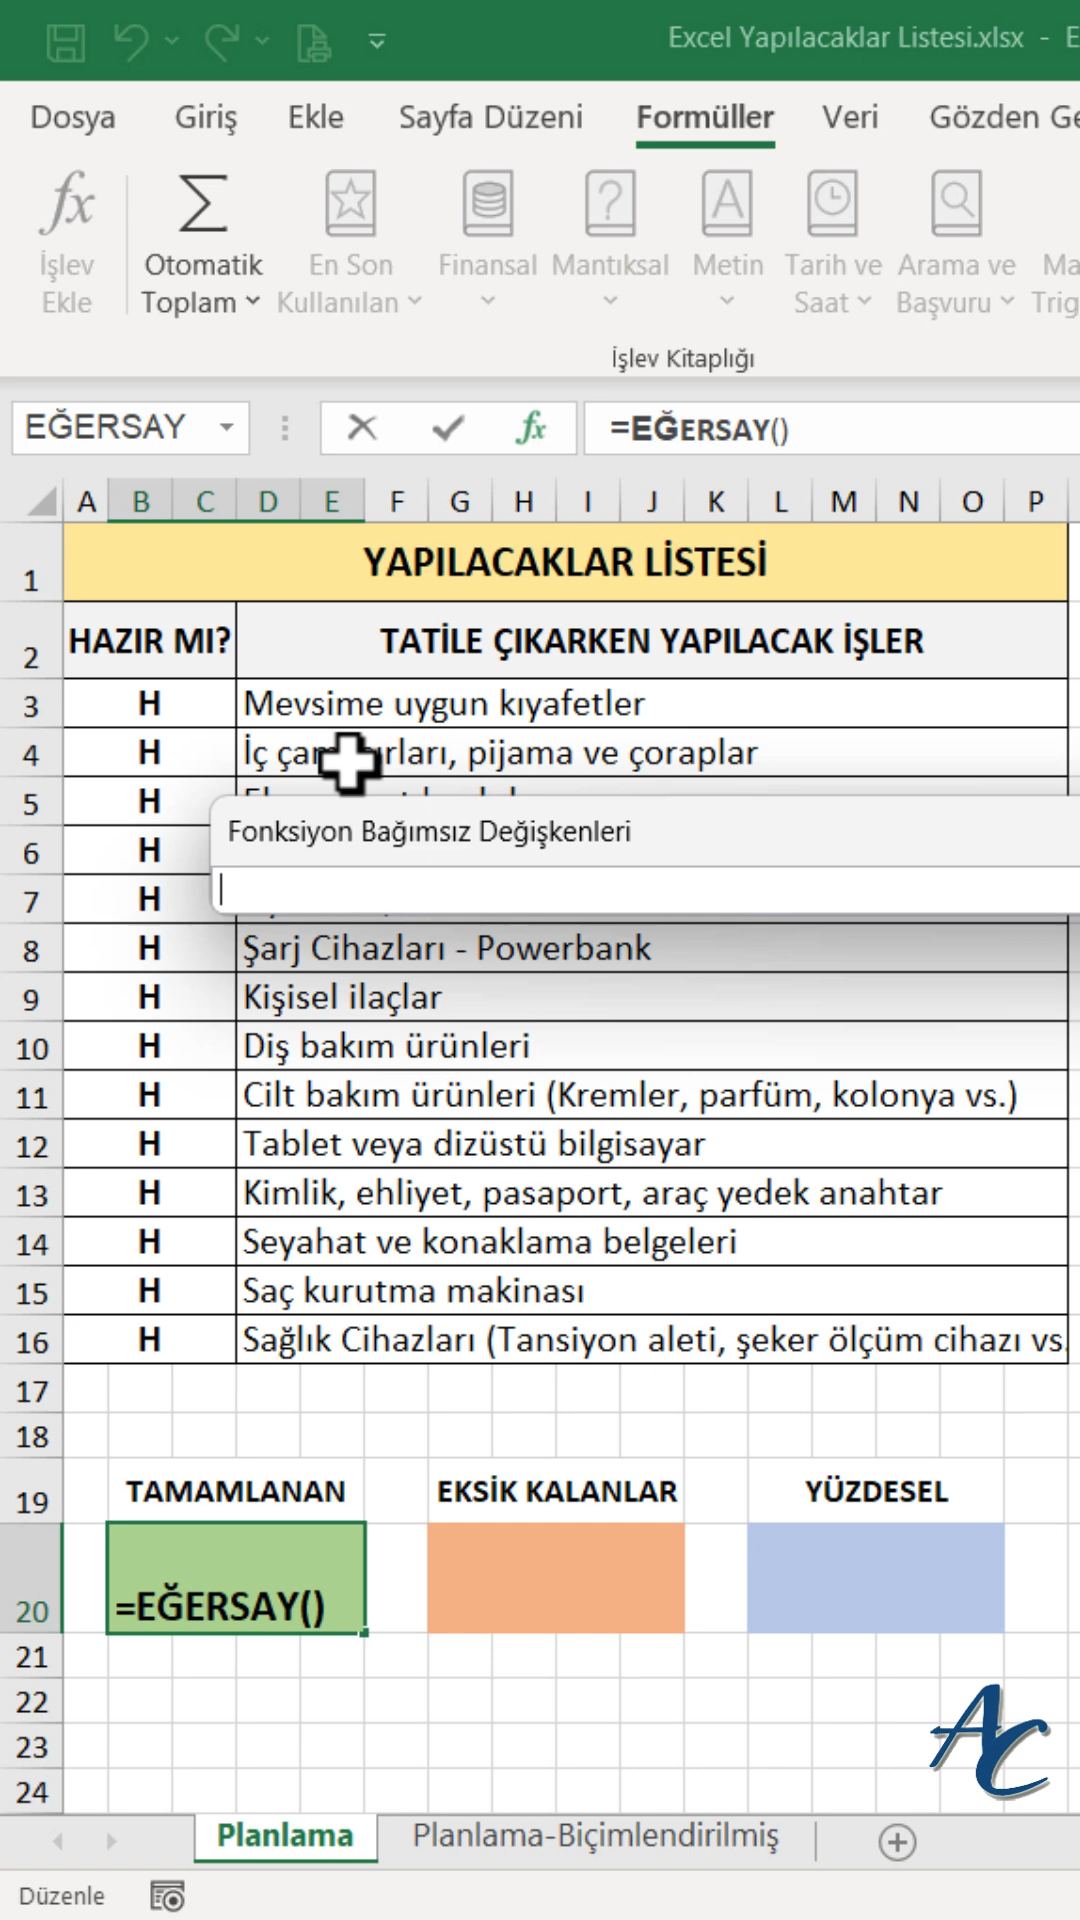 Excel Yapılacaklar Listesi.xlsx - E
Dosya Giriş Ekle Sayfa Düzeni Formüller Veri Gözden Ge
İşlev Ekle
Otomatik Toplam
En Son Kullanılan
Finansal
Mantıksal
Metin
Tarih ve Saat
Arama ve Başvuru
Ma
Trig
İşlev Kitaplığı
EĞERSAY fx =EĞERSAY()
A B C D E F G H I J K L M N O P
1 YAPILACAKLAR LİSTESİ
2 HAZIR MI? TATİLE ÇIKARKEN YAPILACAK İŞLER
3 H Mevsime uygun kıyafetler
4 H İç rları, pijama ve çoraplar
5 H
Fonksiyon Bağımsız Değişkenleri
6 H
7 H
8 H Şarj Cihazları - Powerbank
9 H Kişisel ilaçlar
10 H Diş bakım ürünleri
11 H Cilt bakım ürünleri (Kremler, parfüm, kolonya vs.)
12 H Tablet veya dizüstü bilgisayar
13 H Kimlik, ehliyet, pasaport, araç yedek anahtar
14 H Seyahat ve konaklama belgeleri
15 H Saç kurutma makinası
16 H Sağlık Cihazları (Tansiyon aleti, şeker ölçüm cihazı vs.
17
18
19 TAMAMLANAN EKSİK KALANLAR YÜZDESEL
20 =EĞERSAY()
21
22
23
24
AC
Planlama Planlama-Biçimlendirilmiş
Düzenle